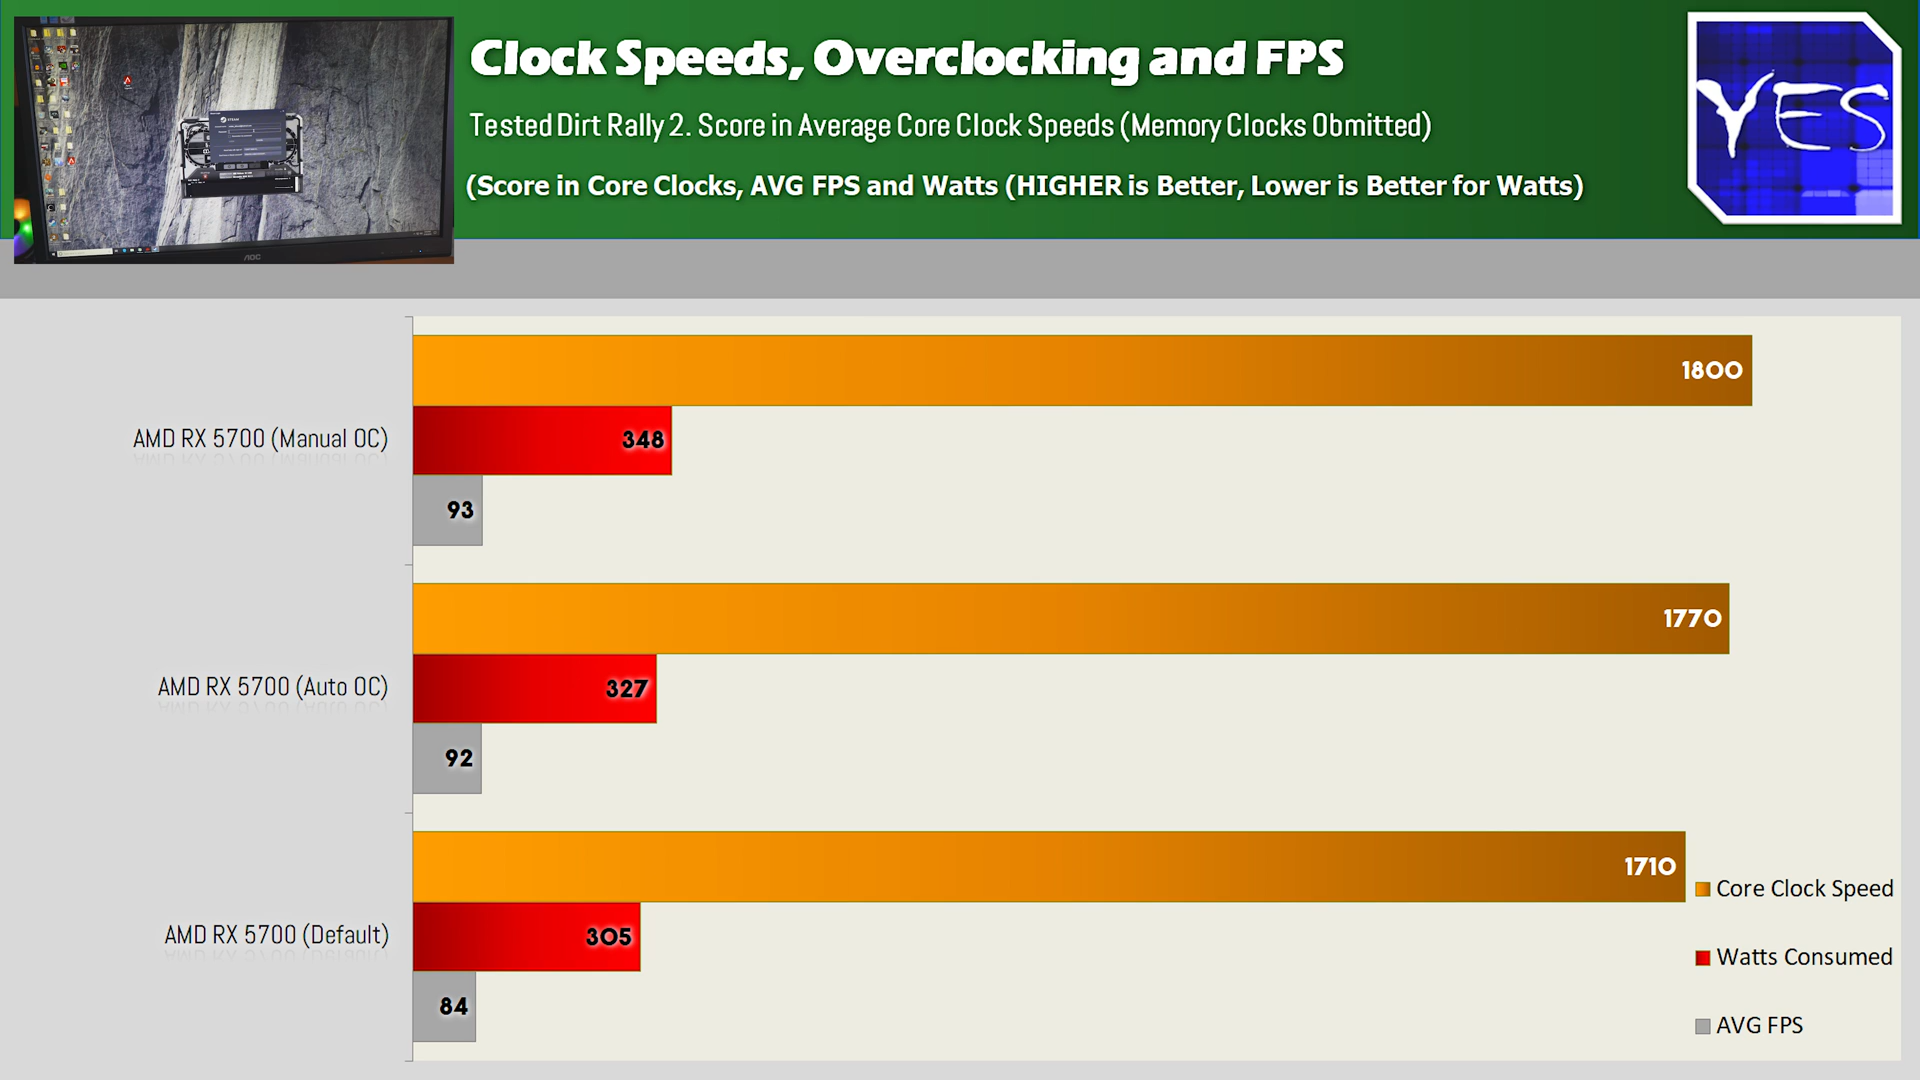 Clock Speeds, Overclocking and FPS
Tested Dirt Rally 2. Score in Average Core Clock Speeds (Memory Clocks Obmitted)
(Score in Core Clocks, AVG FPS and Watts (HIGHER is Better, Lower is Better for Watts)
YES
STEAM
AOC
AMD RX 5700 (Manual OC)
1800
348
93
AMD RX 5700 (Auto OC)
1770
327
92
AMD RX 5700 (Default)
1710
305
84
Core Clock Speed
Watts Consumed
AVG FPS